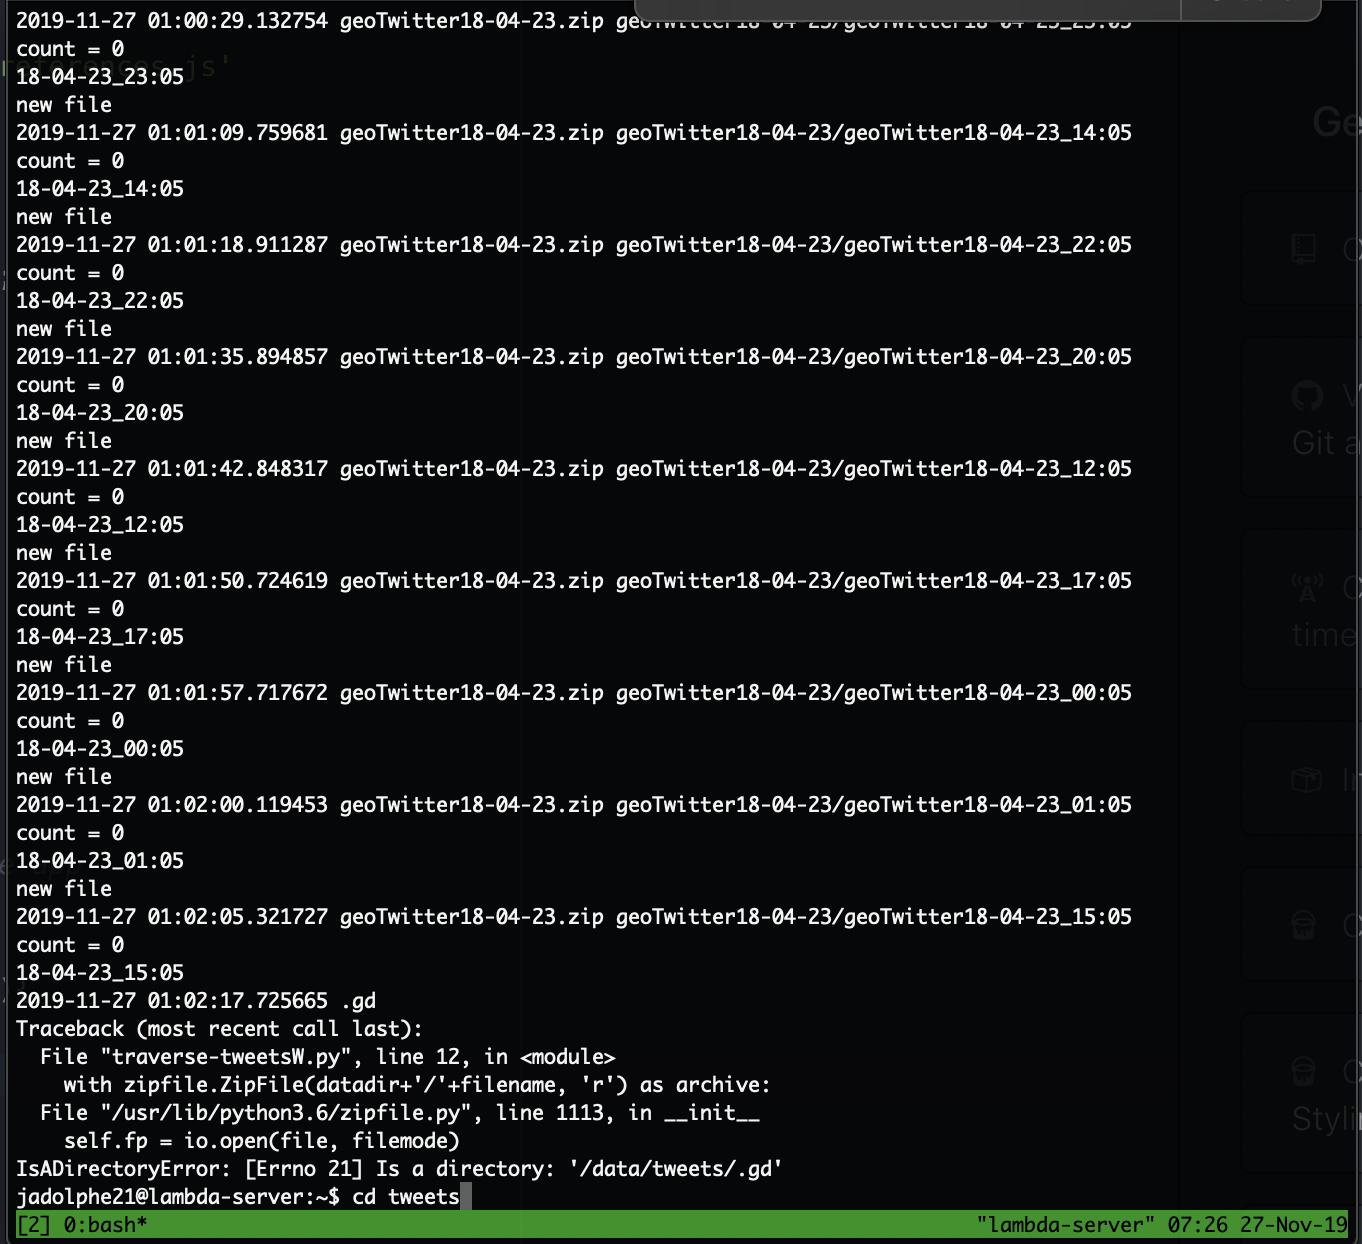 2019-11-27 01:00:29.132754 geoTwitter18-04-23.zip geoTwitter18-04-23/geoTwitter18-04-23_23:05
count = 0
18-04-23_23:05
new file
2019-11-27 01:01:09.759681 geoTwitter18-04-23.zip geoTwitter18-04-23/geoTwitter18-04-23_14:05
count = 0
18-04-23_14:05
new file
2019-11-27 01:01:18.911287 geoTwitter18-04-23.zip geoTwitter18-04-23/geoTwitter18-04-23_22:05
count = 0
18-04-23_22:05
new file
2019-11-27 01:01:35.894857 geoTwitter18-04-23.zip geoTwitter18-04-23/geoTwitter18-04-23_20:05
count = 0
18-04-23_20:05
new file
2019-11-27 01:01:42.848317 geoTwitter18-04-23.zip geoTwitter18-04-23/geoTwitter18-04-23_12:05
count = 0
18-04-23_12:05
new file
2019-11-27 01:01:50.724619 geoTwitter18-04-23.zip geoTwitter18-04-23/geoTwitter18-04-23_17:05
count = 0
18-04-23_17:05
new file
2019-11-27 01:01:57.717672 geoTwitter18-04-23.zip geoTwitter18-04-23/geoTwitter18-04-23_00:05
count = 0
18-04-23_00:05
new file
2019-11-27 01:02:00.119453 geoTwitter18-04-23.zip geoTwitter18-04-23/geoTwitter18-04-23_01:05
count = 0
18-04-23_01:05
new file
2019-11-27 01:02:05.321727 geoTwitter18-04-23.zip geoTwitter18-04-23/geoTwitter18-04-23_15:05
count = 0
18-04-23_15:05
2019-11-27 01:02:17.725665 .gd
Traceback (most recent call last):
  File "traverse-tweetsW.py", line 12, in <module>
    with zipfile.ZipFile(datadir+'/'+filename, 'r') as archive:
  File "/usr/lib/python3.6/zipfile.py", line 1113, in __init__
    self.fp = io.open(file, filemode)
IsADirectoryError: [Errno 21] Is a directory: '/data/tweets/.gd'
jadolphe21@lambda-server:~$ cd tweets
[2] 0:bash* "lambda-server" 07:26 27-Nov-19
Ge
Git a
time
Styli